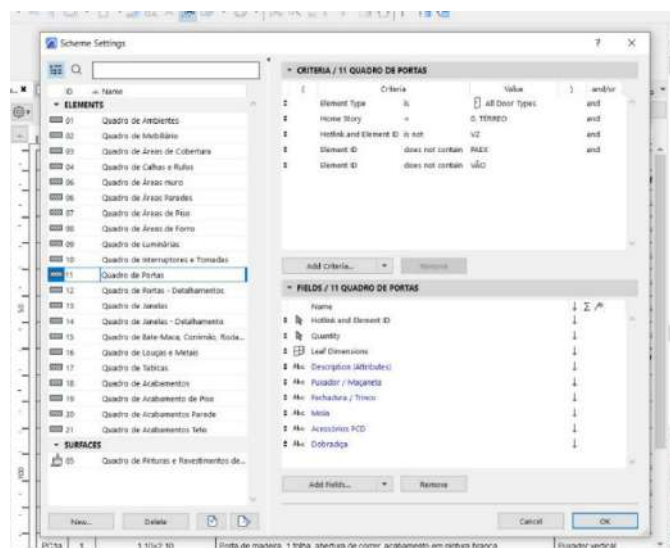 Scheme Settings
? ×
ID Name
ELEMENTS
01 Quadro de Ambientes
02 Quadro de Mobiliário
03 Quadro de Áreas de Cobertura
04 Quadro de Calhas e Rufos
06 Quadro de Áreas muro
06 Quadro de Áreas Paredes
07 Quadro de Áreas de Piso
08 Quadro de Áreas de Forro
09 Quadro de Luminárias
10 Quadro de Interruptores e Tomadas
11 Quadro de Portas
12 Quadro de Portas - Detalhamentos
13 Quadro de Janelas
14 Quadro de Janelas - Detalhamento
15 Quadro de Bate-Maca, Corrimão, Roda...
16 Quadro de Louças e Metais
17 Quadro de Tabicas
18 Quadro de Acabamentos
19 Quadro de Acabamento de Piso
20 Quadro de Acabamentos Parede
21 Quadro de Acabamentos Teto
SURFACES
05 Quadro de Pinturas e Revestimentos de...
New... Delete
CRITERIA / 11 QUADRO DE PORTAS
( Criteria Value ) and/or
Element Type is All Door Types and
Home Story = 0. TÉRREO and
Hotlink and Element ID is not VZ and
Element ID does not contain PAEX and
Element ID does not contain VÃO
Add Criteria... Remove
FIELDS / 11 QUADRO DE PORTAS
Name
Hotlink and Element ID
Quantity
Leaf Dimensions
Abc Description (Attributes)
Abc Puxador / Maçaneta
Abc Fechadura / Trinco
Abc Mola
Abc Acessórios PCD
Abc Dobradiça
Add Fields... Remove
Cancel OK
1 1,10x2,10 Porta de madeira, 1 folha, abertura de correr, acabamento em pintura branca Puxador vertical